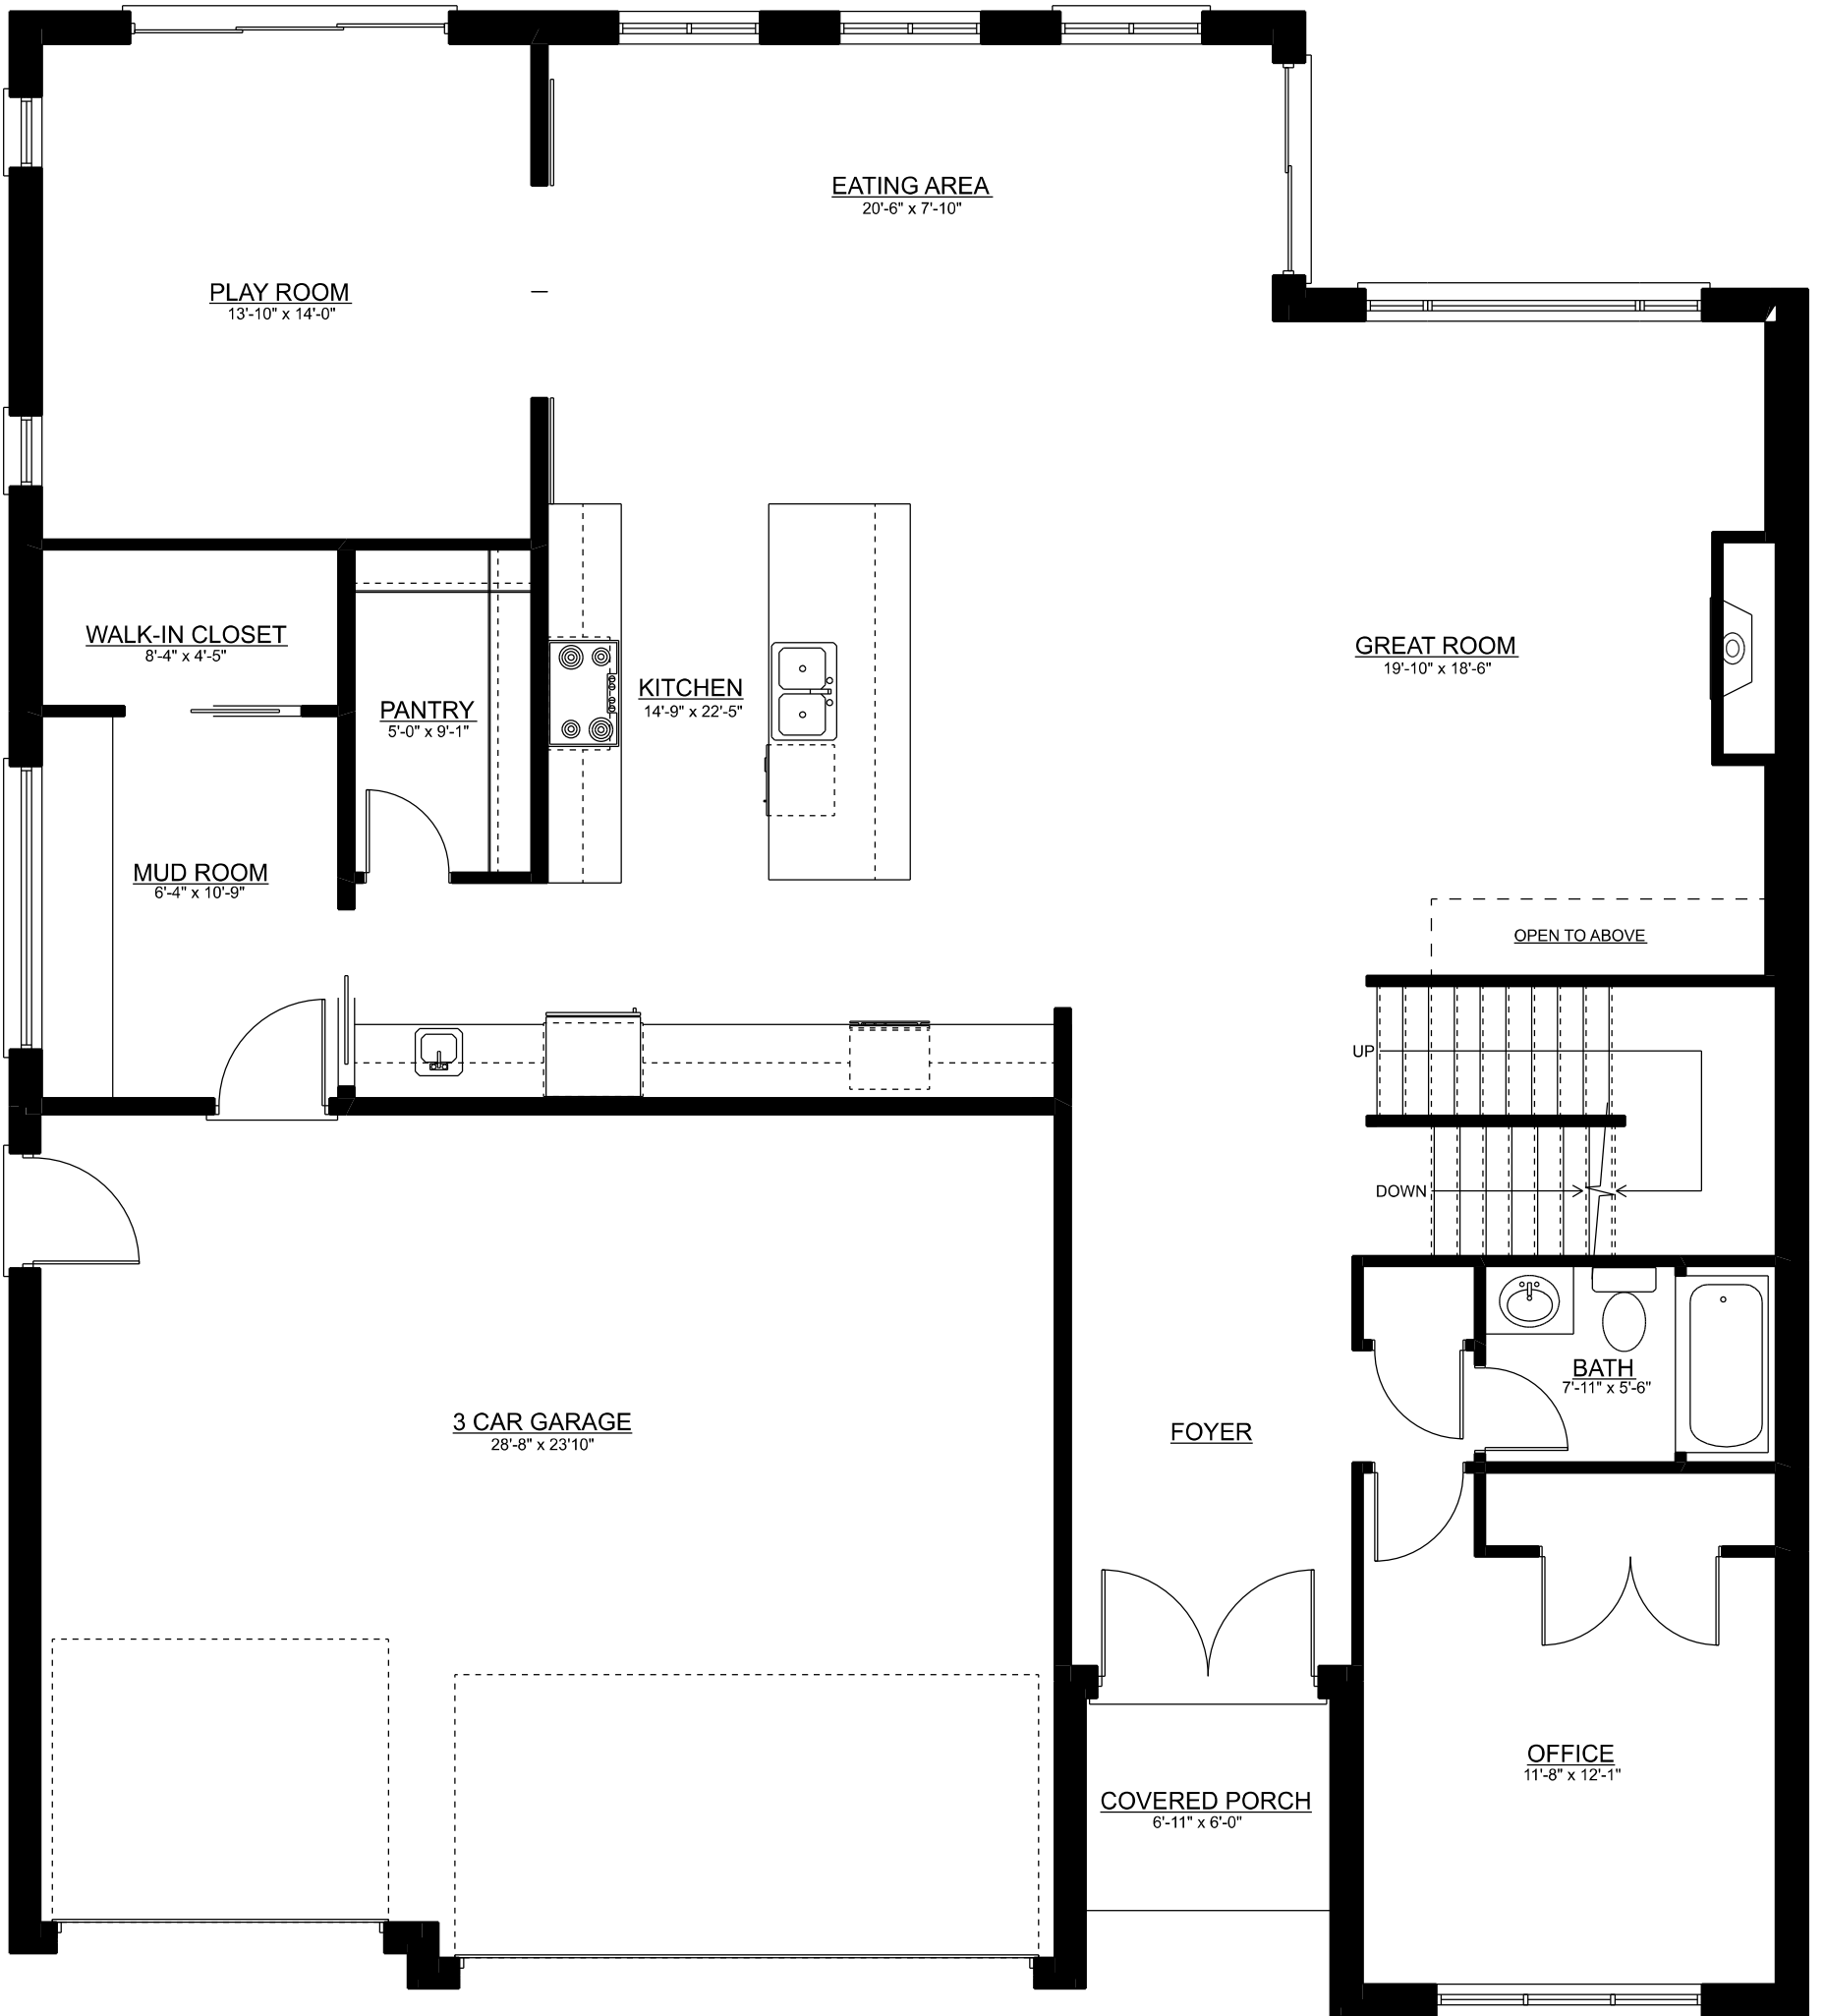 EATING AREA
20'-6" x 7'-10"
PLAY ROOM
13'-10" x 14'-0"
WALK-IN CLOSET
8'-4" x 4'-5"
GREAT ROOM
19'-10" x 18'-6"
KITCHEN
14'-9" x 22'-5"
PANTRY
5'-0" x 9'-1"
MUD ROOM
6'-4" x 10'-9"
OPEN TO ABOVE
UP
DOWN
BATH
7'-11" x 5'-6"
3 CAR GARAGE
28'-8" x 23'10"
FOYER
OFFICE
11'-8" x 12'-1"
COVERED PORCH
6'-11" x 6'-0"